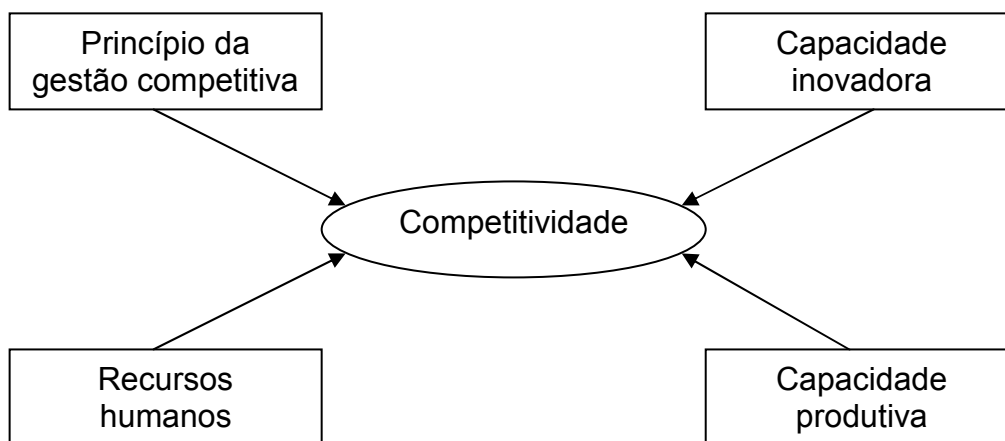 Princípio da
gestão competitiva
Capacidade
inovadora
Competitividade
Recursos
humanos
Capacidade
produtiva